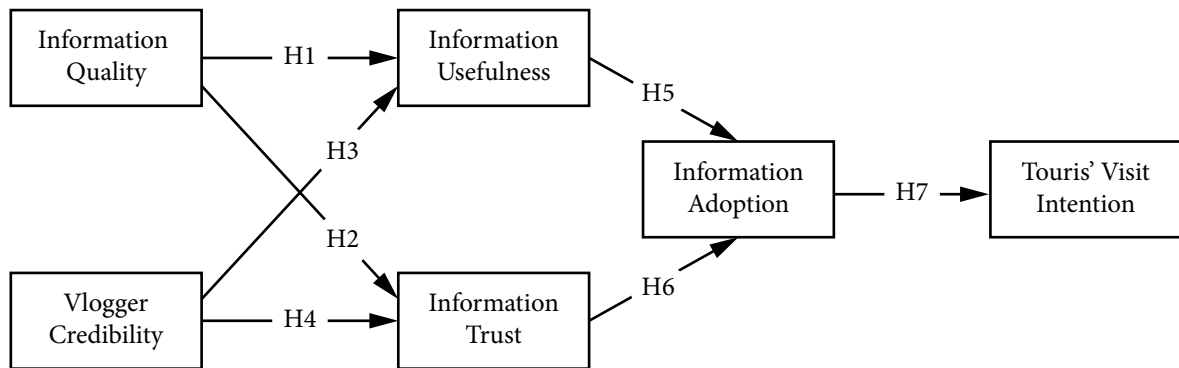 Information
Quality
H1
Information
Usefulness
H5
H3
Information
Adoption
H7
Touris' Visit
Intention
H2
Vlogger
Credibility
H4
Information
Trust
H6